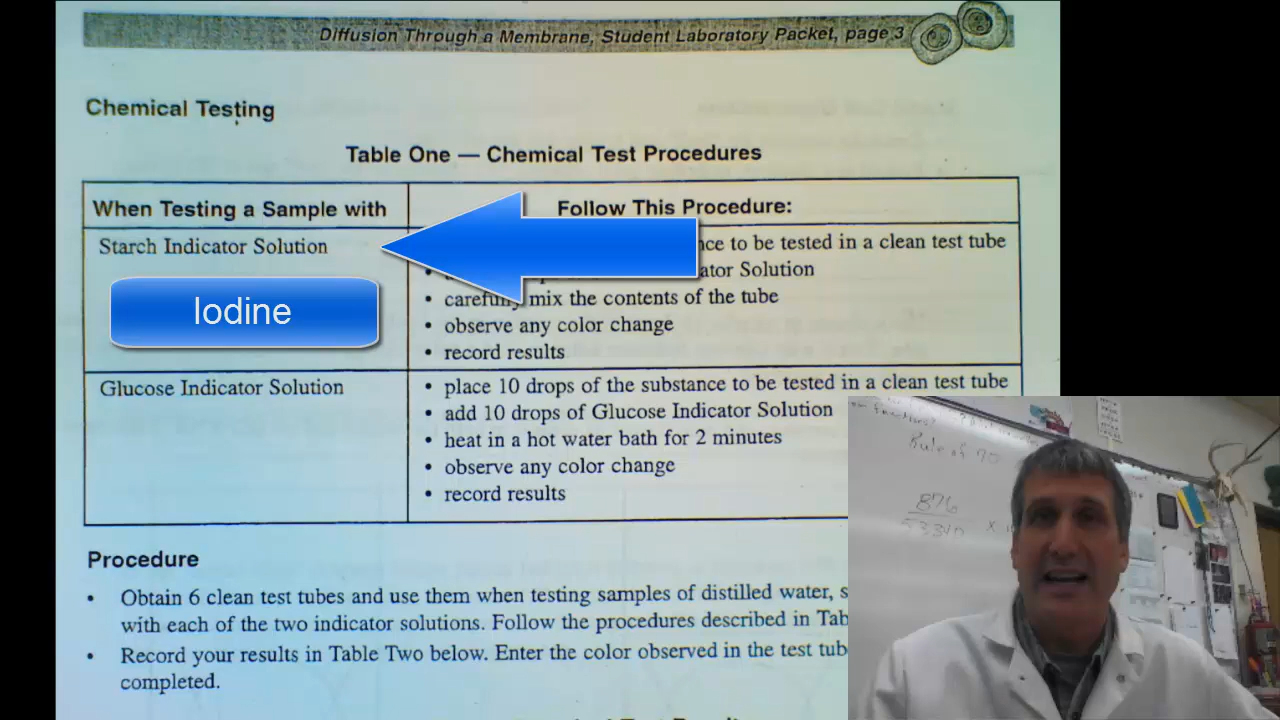 Diffusion Through a Membrane, Student Laboratory Packet, page 3
Chemical Testing
Table One — Chemical Test Procedures
When Testing a Sample with
Follow This Procedure:
Starch Indicator Solution
to be tested in a clean test tube
Iodine
Solution
• carefully mix the contents of the tube
• observe any color change
• record results
Glucose Indicator Solution
• place 10 drops of the substance to be tested in a clean test tube
• add 10 drops of Glucose Indicator Solution
• heat in a hot water bath for 2 minutes
• observe any color change
• record results
Rule of 70
876
Procedure
• Obtain 6 clean test tubes and use them when testing samples of distilled water,
with each of the two indicator solutions. Follow the procedures described in
• Record your results in Table Two below. Enter the color observed in the test
completed.